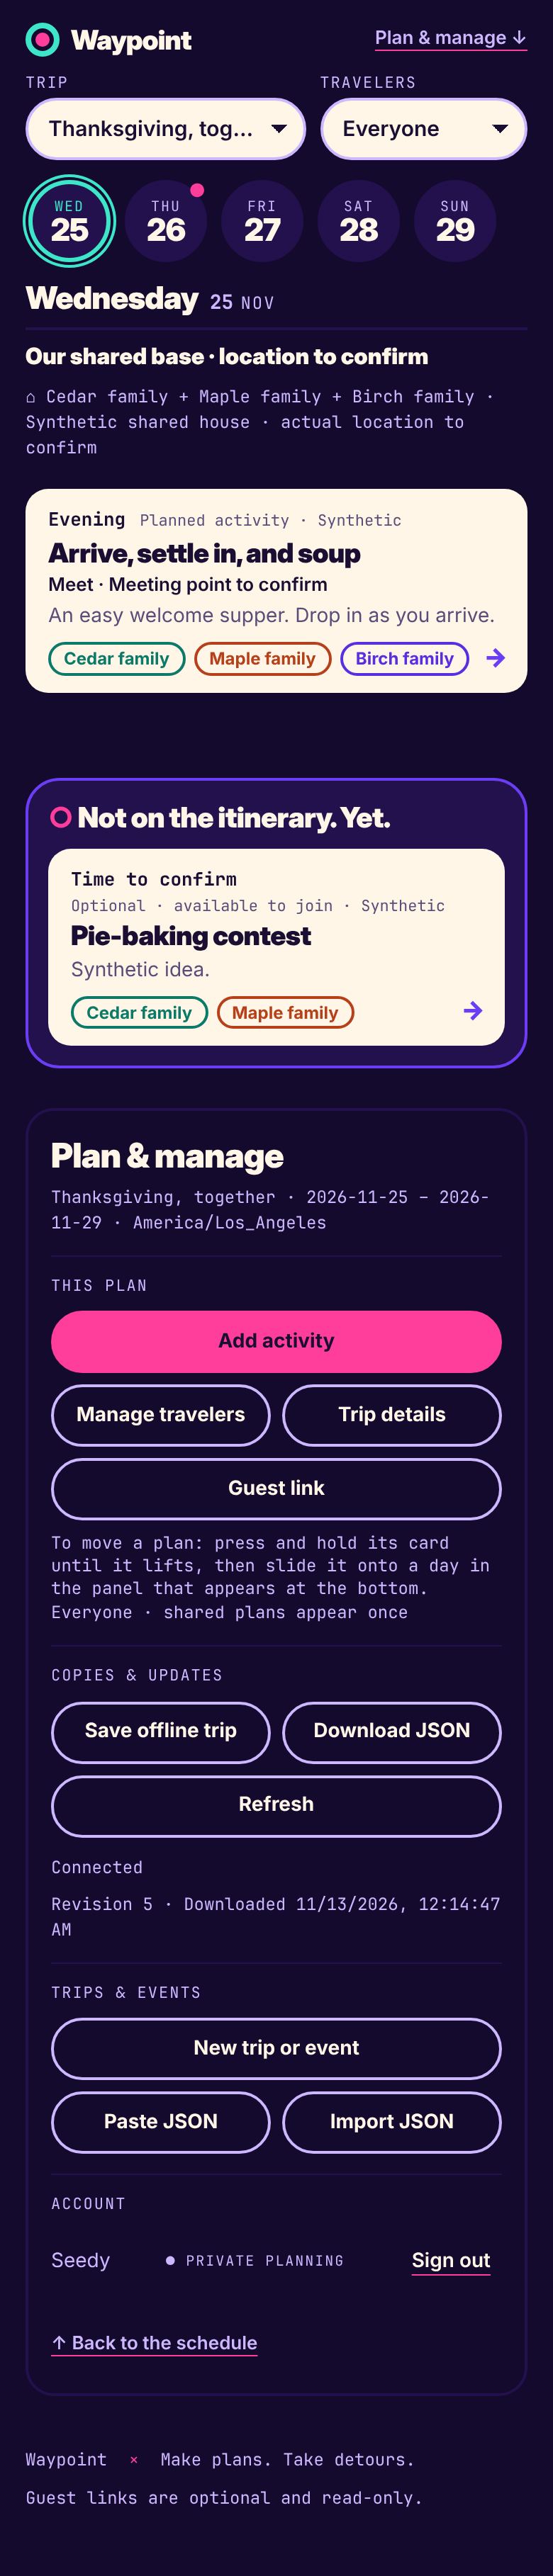 Waypoint
Plan & manage ↓
TRIP
TRAVELERS
Thanksgiving, tog...
Everyone
WED
25
THU
26
FRI
27
SAT
28
SUN
29
Wednesday 25 NOV
Our shared base · location to confirm
⌂ Cedar family + Maple family + Birch family ·
Synthetic shared house · actual location to
confirm
Evening Planned activity · Synthetic
Arrive, settle in, and soup
Meet · Meeting point to confirm
An easy welcome supper. Drop in as you arrive.
Cedar family Maple family Birch family →
Not on the itinerary. Yet.
Time to confirm
Optional · available to join · Synthetic
Pie-baking contest
Synthetic idea.
Cedar family Maple family →
Plan & manage
Thanksgiving, together · 2026-11-25 – 2026-
11-29 · America/Los_Angeles
THIS PLAN
Add activity
Manage travelers
Trip details
Guest link
To move a plan: press and hold its card
until it lifts, then slide it onto a day in
the panel that appears at the bottom.
Everyone · shared plans appear once
COPIES & UPDATES
Save offline trip
Download JSON
Refresh
Connected
Revision 5 · Downloaded 11/13/2026, 12:14:47
AM
TRIPS & EVENTS
New trip or event
Paste JSON
Import JSON
ACCOUNT
Seedy
PRIVATE PLANNING
Sign out
↑ Back to the schedule
Waypoint × Make plans. Take detours.
Guest links are optional and read-only.